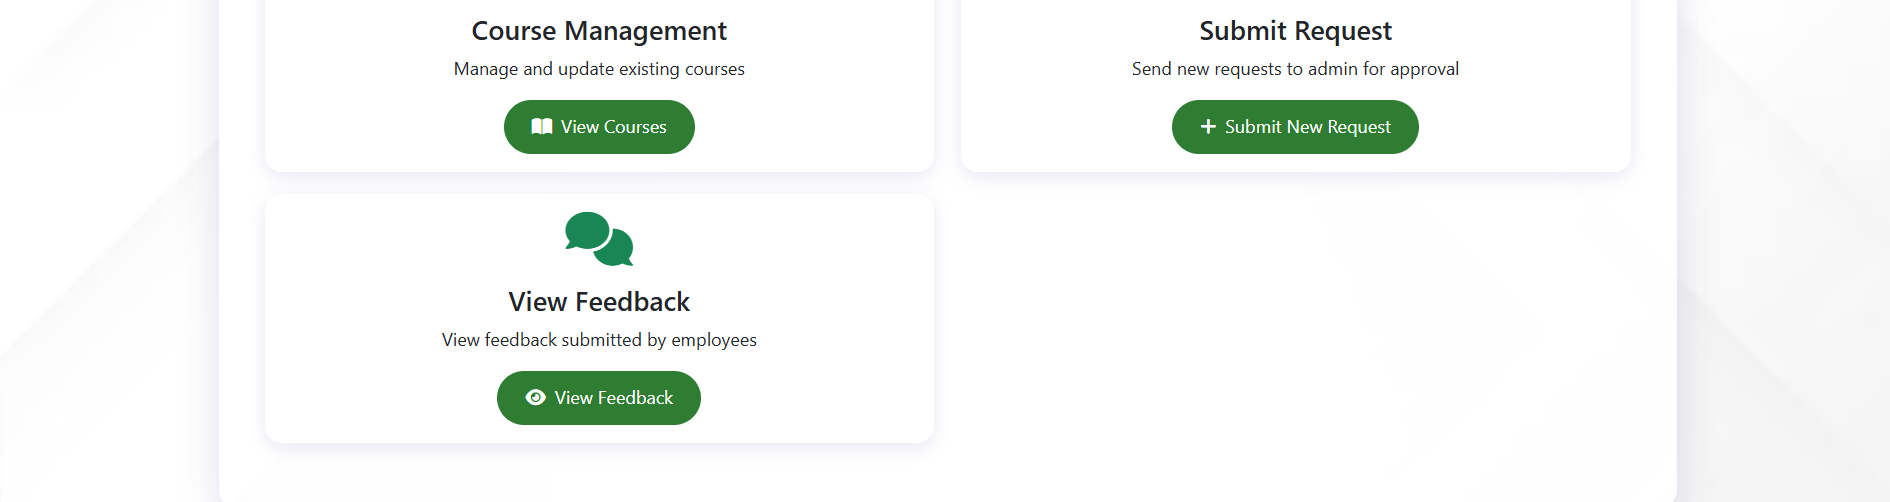 Course Management
Manage and update existing courses
View Courses
Submit Request
Send new requests to admin for approval
Submit New Request
View Feedback
View feedback submitted by employees
View Feedback